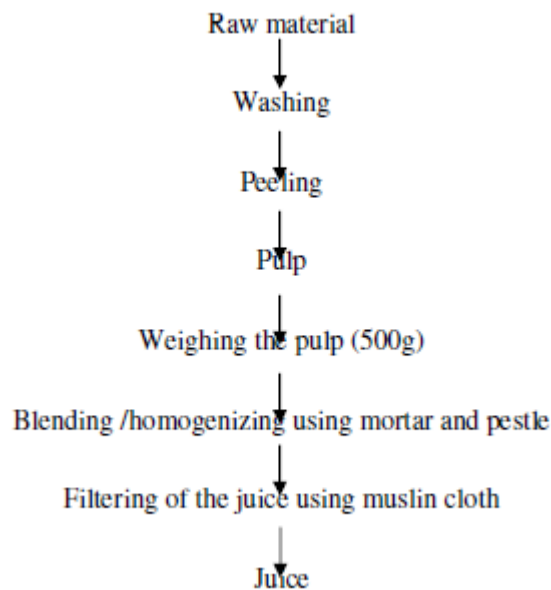 Raw material
Washing
Peeling
Pulp
Weighing the pulp (500g)
Blending /homogenizing using mortar and pestle
Filtering of the juice using muslin cloth
Juice